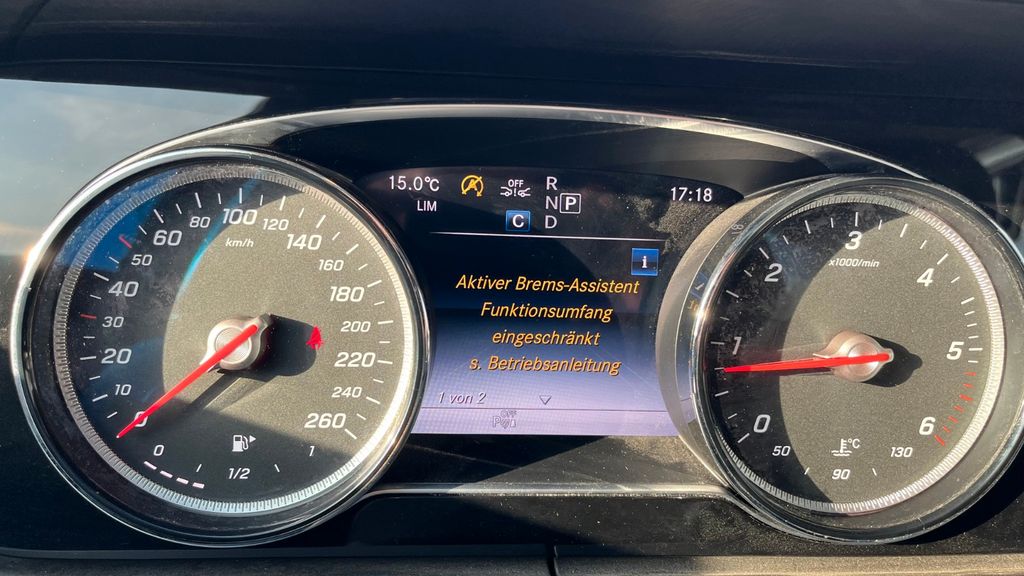 15.0°C
LIM
OFF
R
N
P
D
C
17:18
i
Aktiver Brems-Assistent
Funktionsumfang
eingeschränkt
s. Betriebsanleitung
1 von 2
OFF
P
0
10
20
30
40
50
60
80
100
120
140
160
180
200
220
240
260
km/h
0
1/2
1
0
1
2
3
4
5
6
x1000/min
50
90
130
°C